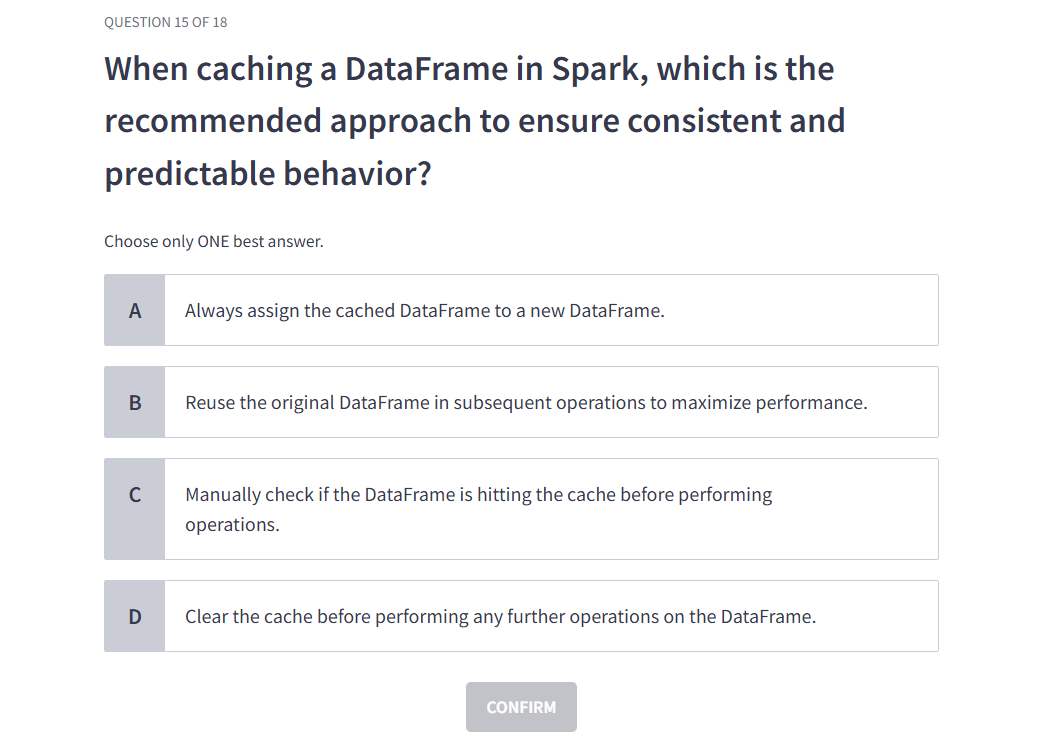 QUESTION 15 OF 18
When caching a DataFrame in Spark, which is the
recommended approach to ensure consistent and
predictable behavior?
Choose only ONE best answer.
A Always assign the cached DataFrame to a new DataFrame.
B Reuse the original DataFrame in subsequent operations to maximize performance.
C Manually check if the DataFrame is hitting the cache before performing
operations.
D Clear the cache before performing any further operations on the DataFrame.
CONFIRM